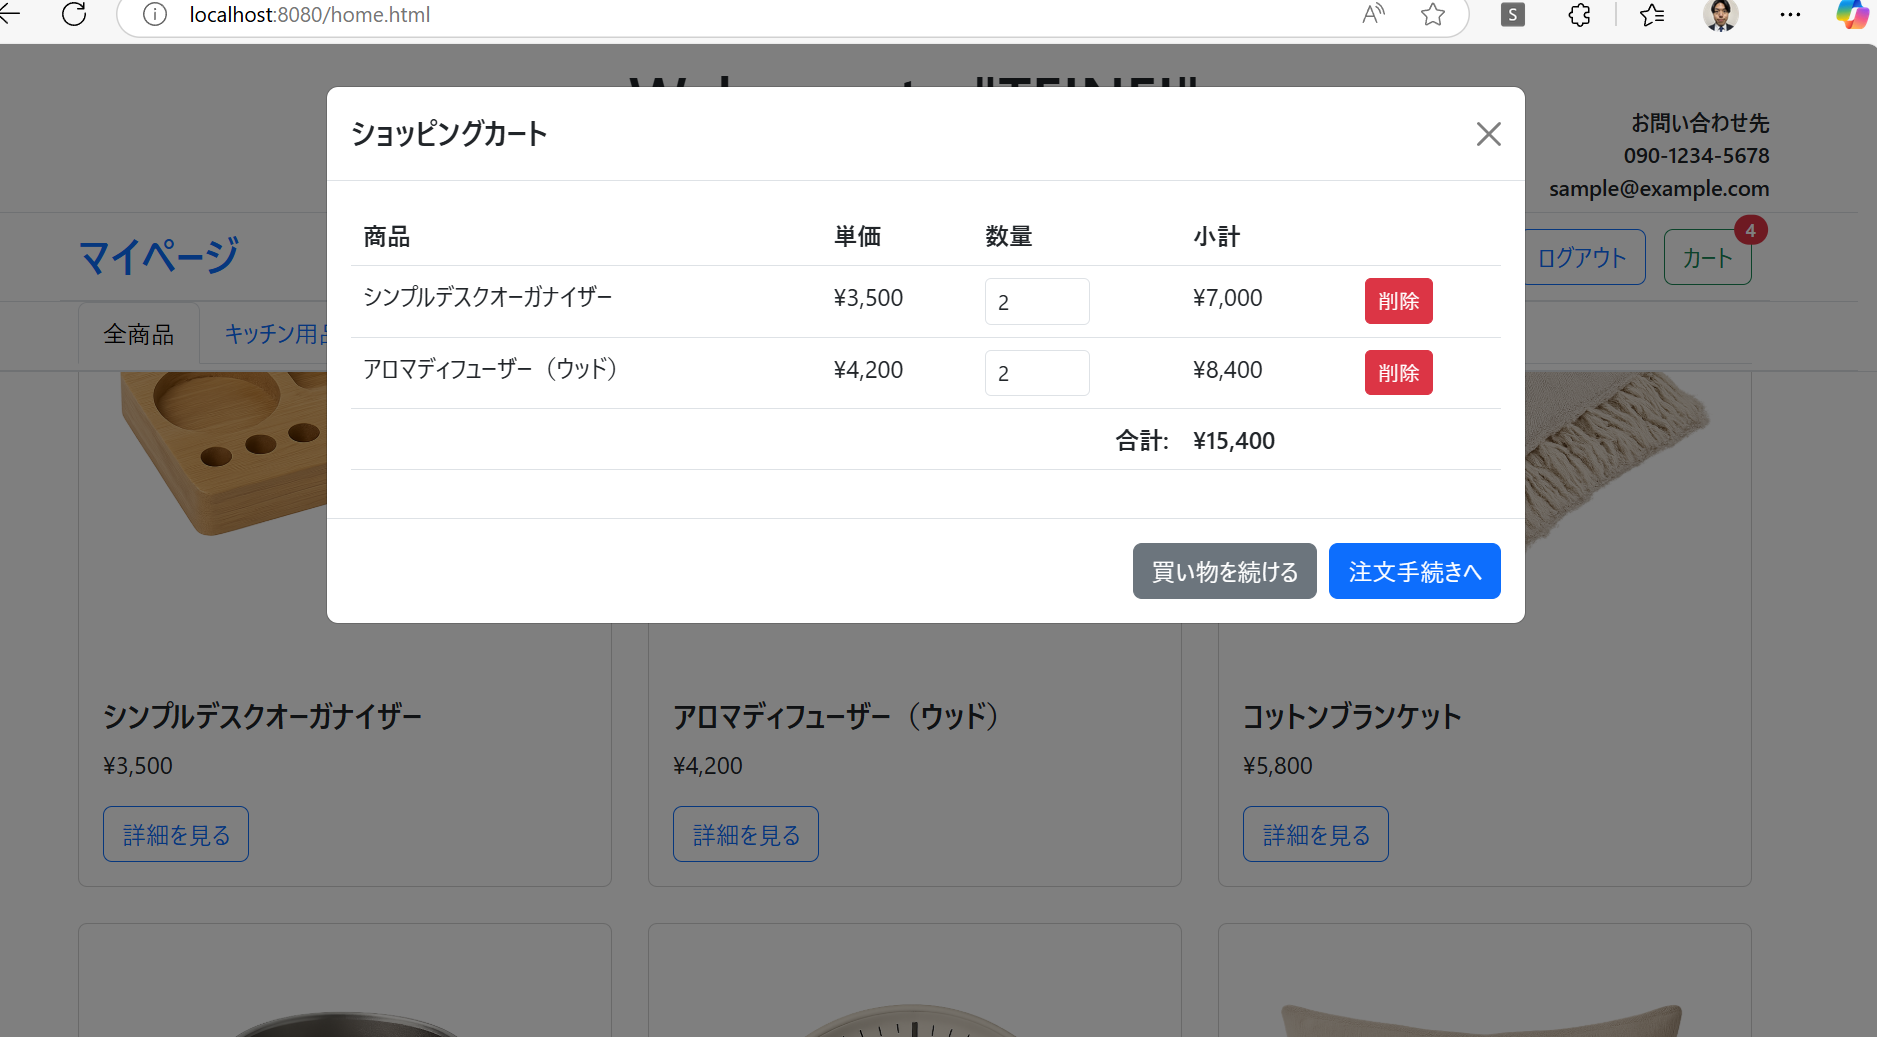 localhost:8080/home.html
S
ショッピングカート
お問い合わせ先
090-1234-5678
sample@example.com
マイページ
ログアウト
カート
4
全商品
キッチン用品
商品 単価 数量 小計
シンプルデスクオーガナイザー ¥3,500 2 ¥7,000 削除
アロマディフューザー（ウッド） ¥4,200 2 ¥8,400 削除
合計: ¥15,400
買い物を続ける 注文手続きへ
シンプルデスクオーガナイザー
¥3,500
詳細を見る
アロマディフューザー（ウッド）
¥4,200
詳細を見る
コットンブランケット
¥5,800
詳細を見る